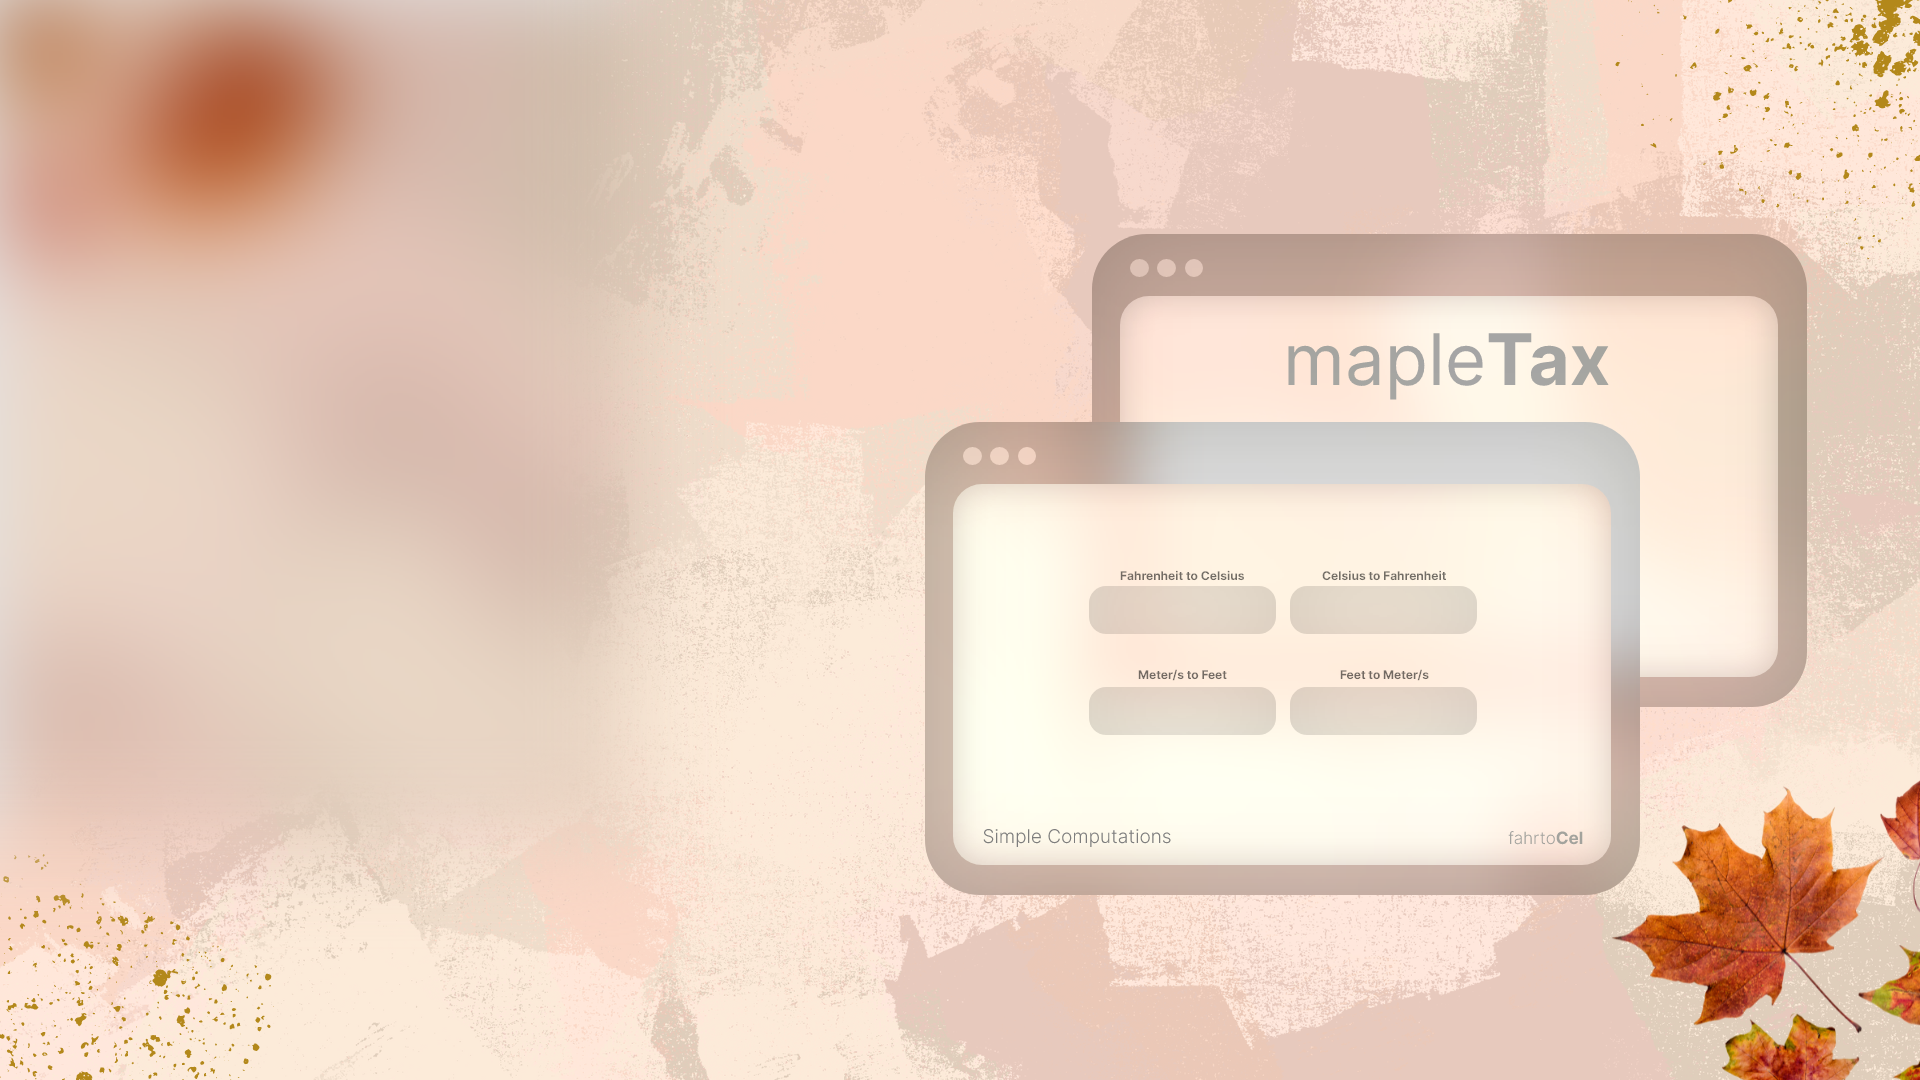 mapleTax
Fahrenheit to Celsius
Celsius to Fahrenheit
Meter/s to Feet
Feet to Meter/s
Simple Computations
fahrtoCel